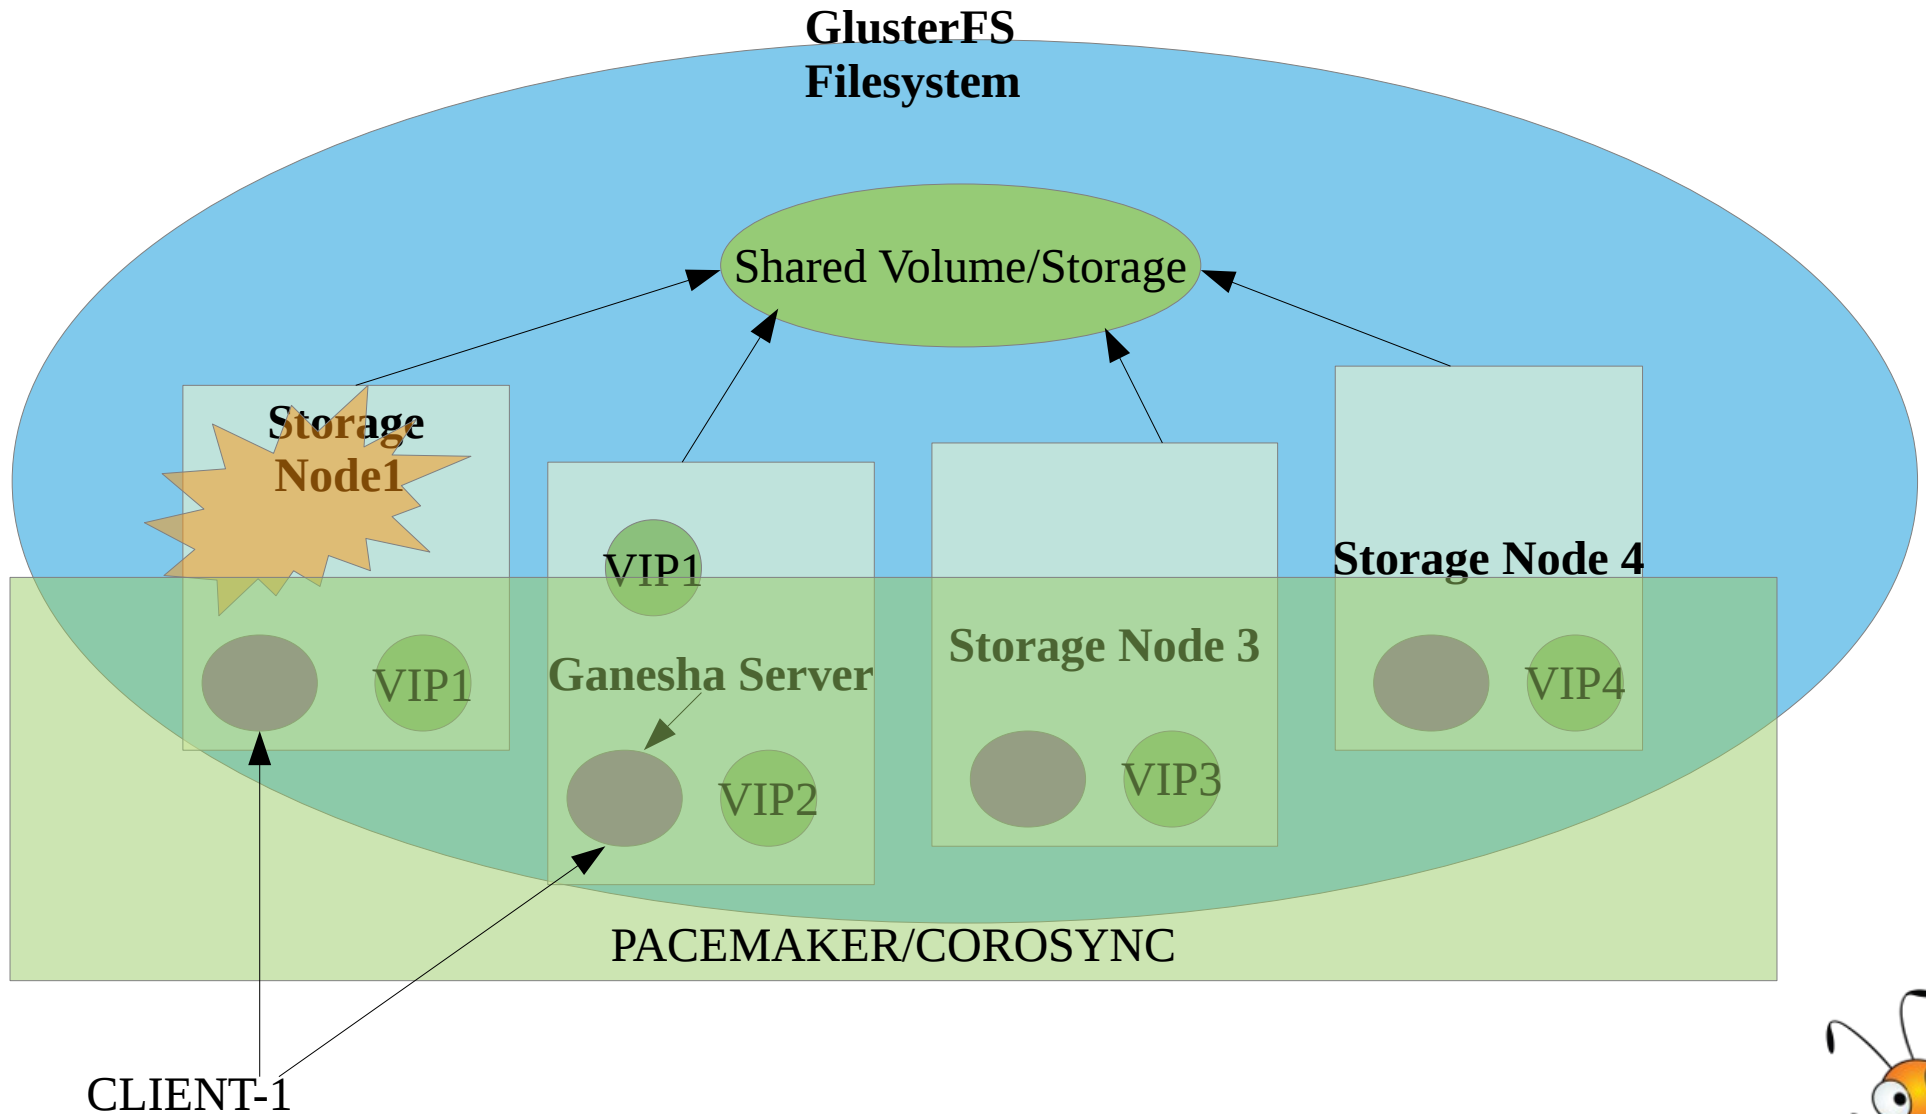 GlusterFS
Filesystem
Shared Volume/Storage
Storage
Node1
VIP1
Storage Node 4
Storage Node 3
Ganesha Server
VIP1
VIP4
VIP2
VIP3
PACEMAKER/COROSYNC
CLIENT-1